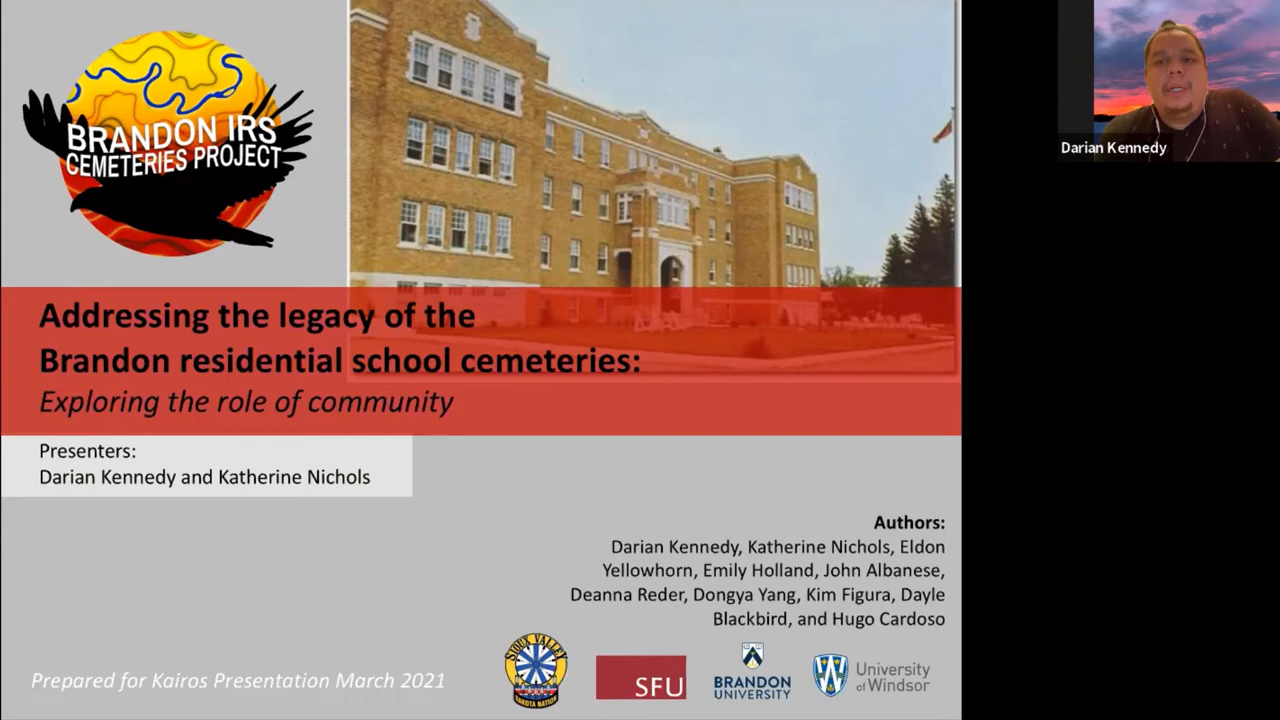 BRANDON IRS
CEMETERIES PROJECT
Darian Kennedy
Addressing the legacy of the
Brandon residential school cemeteries:
Exploring the role of community
Presenters:
Darian Kennedy and Katherine Nichols
Authors:
Darian Kennedy, Katherine Nichols, Eldon
Yellowhorn, Emily Holland, John Albanese,
Deanna Reder, Dongya Yang, Kim Figura, Dayle
Blackbird, and Hugo Cardoso
Prepared for Kairos Presentation March 2021
SIOUX VALLEY
DAKOTA NATION
SFU
BRANDON
UNIVERSITY
University
of Windsor